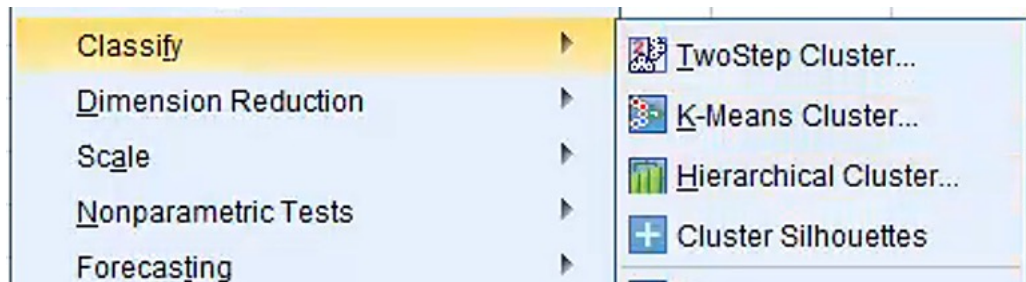 Classify
Dimension Reduction
Scale
Nonparametric Tests
Forecasting
TwoStep Cluster...
K-Means Cluster...
Hierarchical Cluster...
Cluster Silhouettes